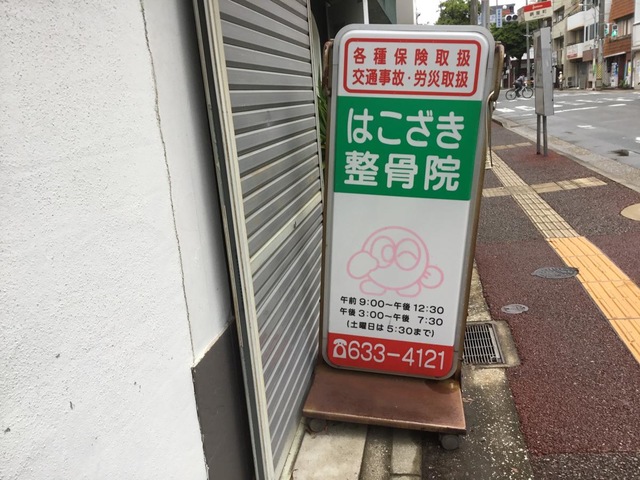 各種保険取扱
交通事故・労災取扱
はこざき
整骨院
午前 9:00〜午後 12:30
午後 3:00〜午後 7:30
(土曜日は 5:30まで)
☎633-4121